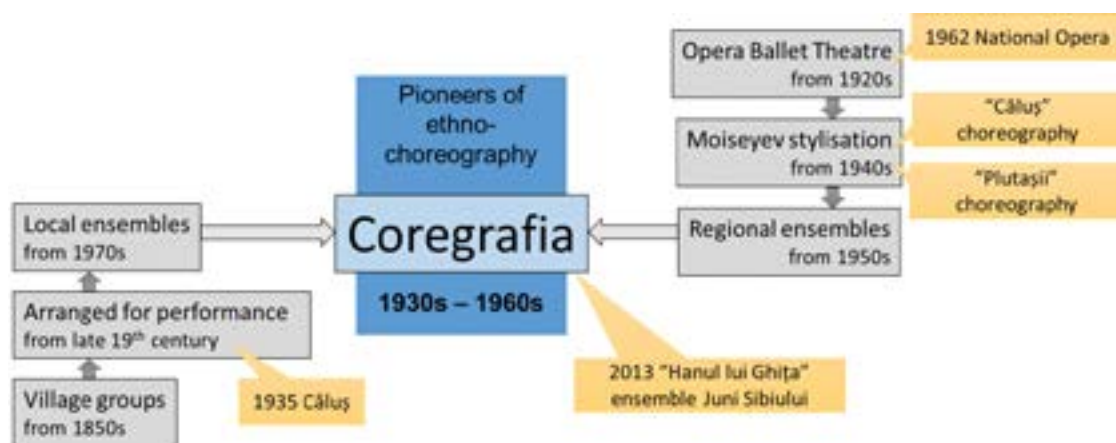 Pioneers of
ethno-
choreography
Coregrafia
1930s – 1960s
Local ensembles
from 1970s
Arranged for performance
from late 19th century
Village groups
from 1850s
1935 Căluș
Opera Ballet Theatre
from 1920s
1962 National Opera
Moiseyev stylisation
from 1940s
"Căluș"
choreography
"Plutașii"
choreography
Regional ensembles
from 1950s
2013 "Hanul lui Ghița"
ensemble Juni Sibiului